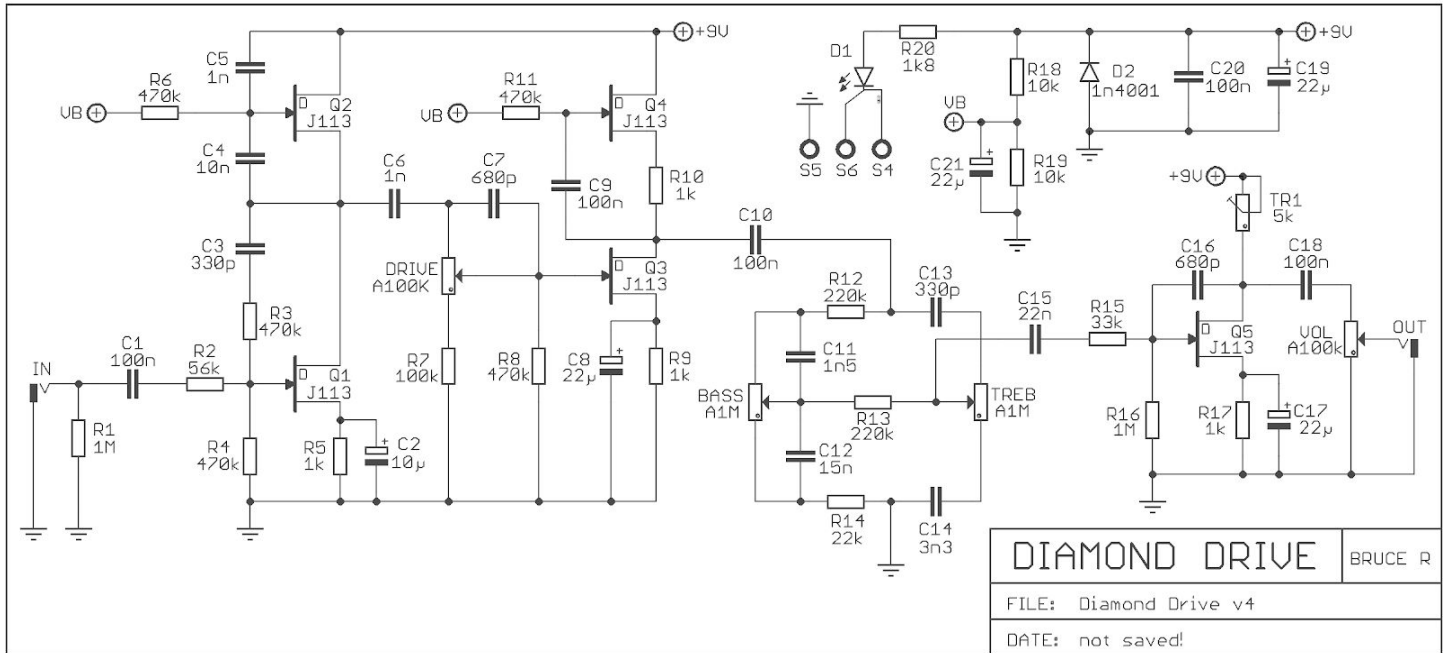 +9V
C5
1n
R6
470k
VB
D
Q2
J113
C4
10n
R11
470k
VB
D
Q4
J113
C6
1n
C7
680p
C9
100n
R10
1k
C3
330p
DRIVE
A100K
D
Q3
J113
C10
100n
R3
470k
IN
C1
100n
R2
56k
D
Q1
J113
R1
1M
R4
470k
R5
1k
+
C2
10µ
R7
100k
R8
470k
C8
22µ
+
R9
1k
D1
R20
1k8
+9V
S5
S6
S4
R18
10k
VB
C21
22µ
+
R19
10k
D2
1n4001
C20
100n
+
C19
22µ
+9V
TR1
5k
R12
220k
C13
330p
C11
1n5
BASS
A1M
R13
220k
TREB
A1M
C12
15n
R14
22k
C14
3n3
C15
22n
R15
33k
C16
680p
C18
100n
D
Q5
J113
VOL
A100k
OUT
R16
1M
R17
1k
+
C17
22µ
DIAMOND DRIVE
BRUCE R
FILE: Diamond Drive v4
DATE: not saved!